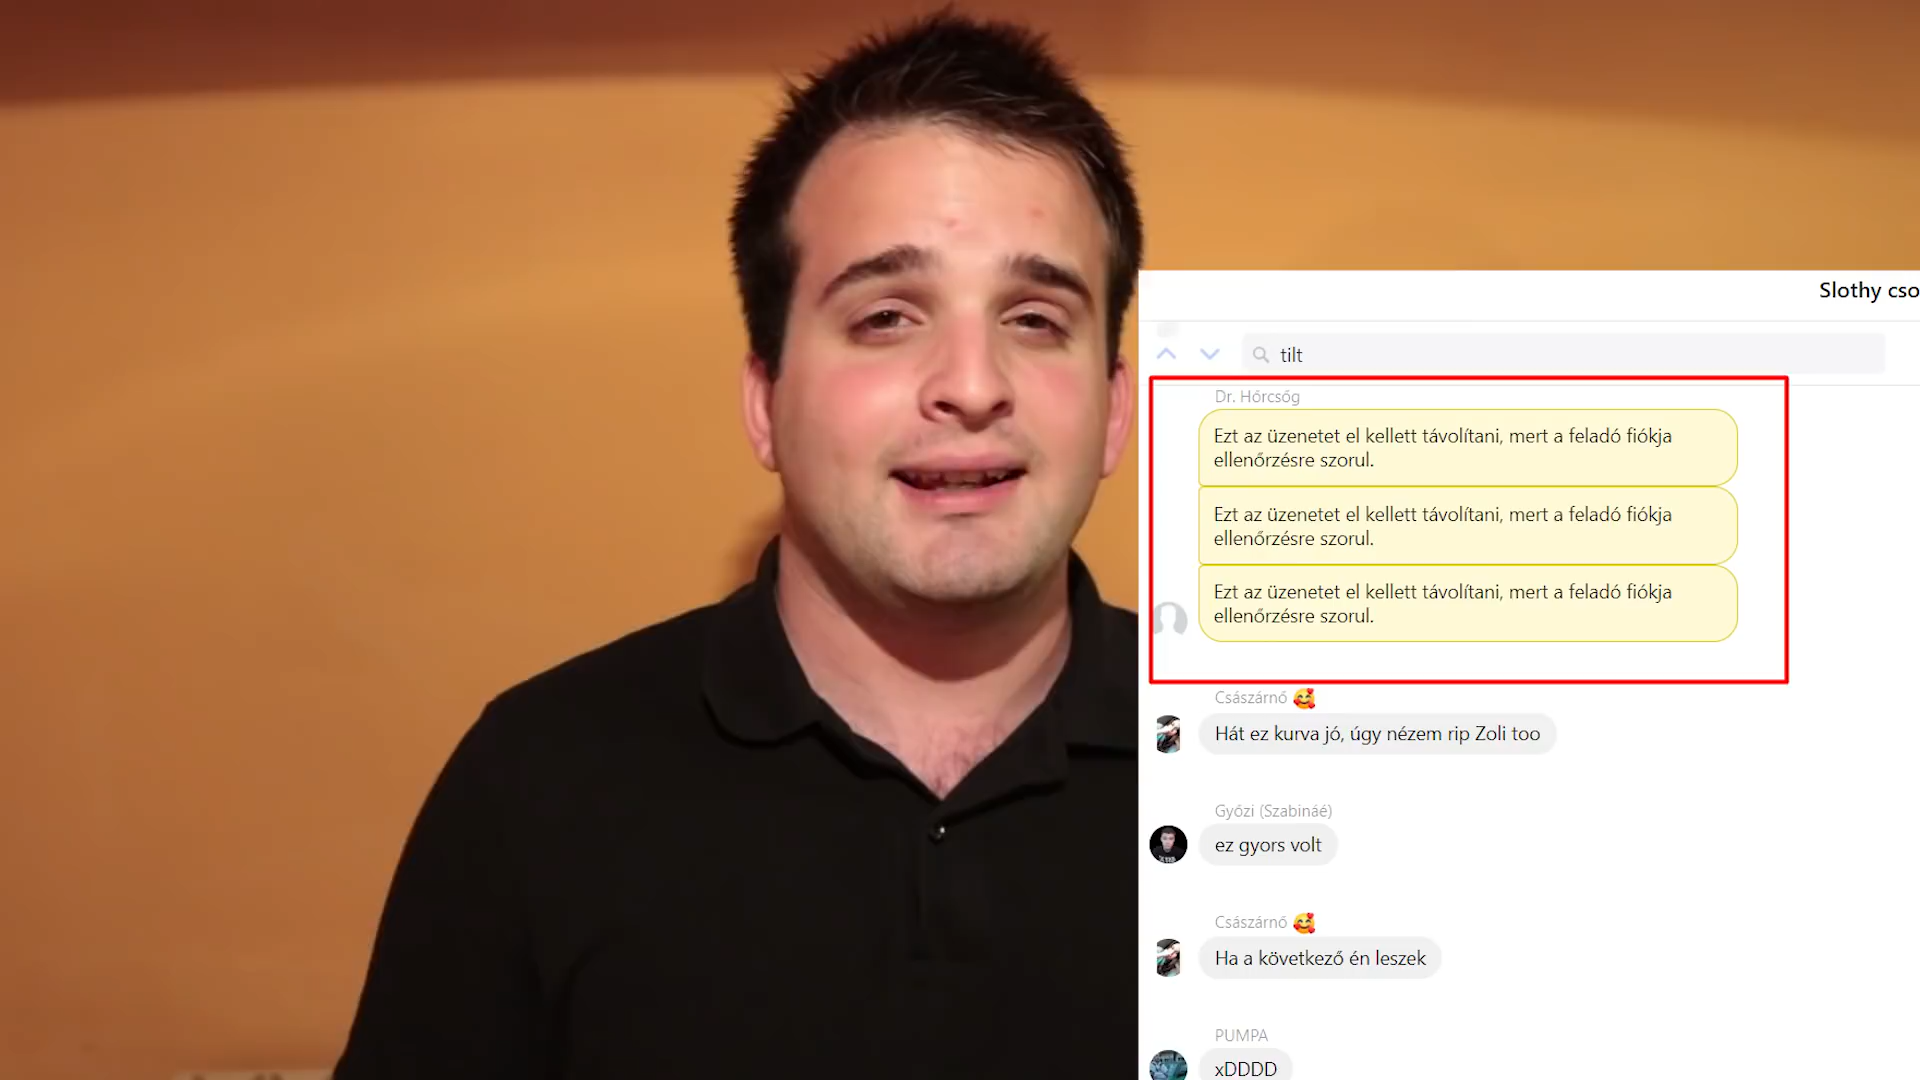 Slothy cso
tilt
Dr. Hörcsög
Ezt az üzenetet el kellett távolítani, mert a feladó fiókja
ellenőrzésre szorul.
Ezt az üzenetet el kellett távolítani, mert a feladó fiókja
ellenőrzésre szorul.
Ezt az üzenetet el kellett távolítani, mert a feladó fiókja
ellenőrzésre szorul.
Császárnő 🥰
Hát ez kurva jó, úgy nézem rip Zoli too
Győzi (Szabináé)
ez gyors volt
Császárnő 🥰
Ha a következő én leszek
PUMPA
xDDDD